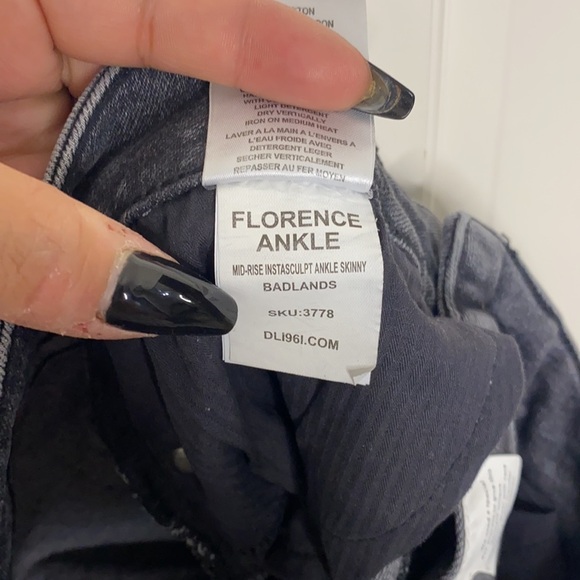 WITH C
LIGHT DETERGENT
DRY VERTICALLY
IRON ON MEDIUM HEAT
LAVER A LA MAIN A L'ENVERS A
L'EAU FROIDE AVEC
DETERGENT LEGER
SECHER VERTICALEMENT
REPASSER AU FER MOYEN
FLORENCE
ANKLE
MID-RISE INSTASCULPT ANKLE SKINNY
BADLANDS
SKU:3778
DL1961.COM